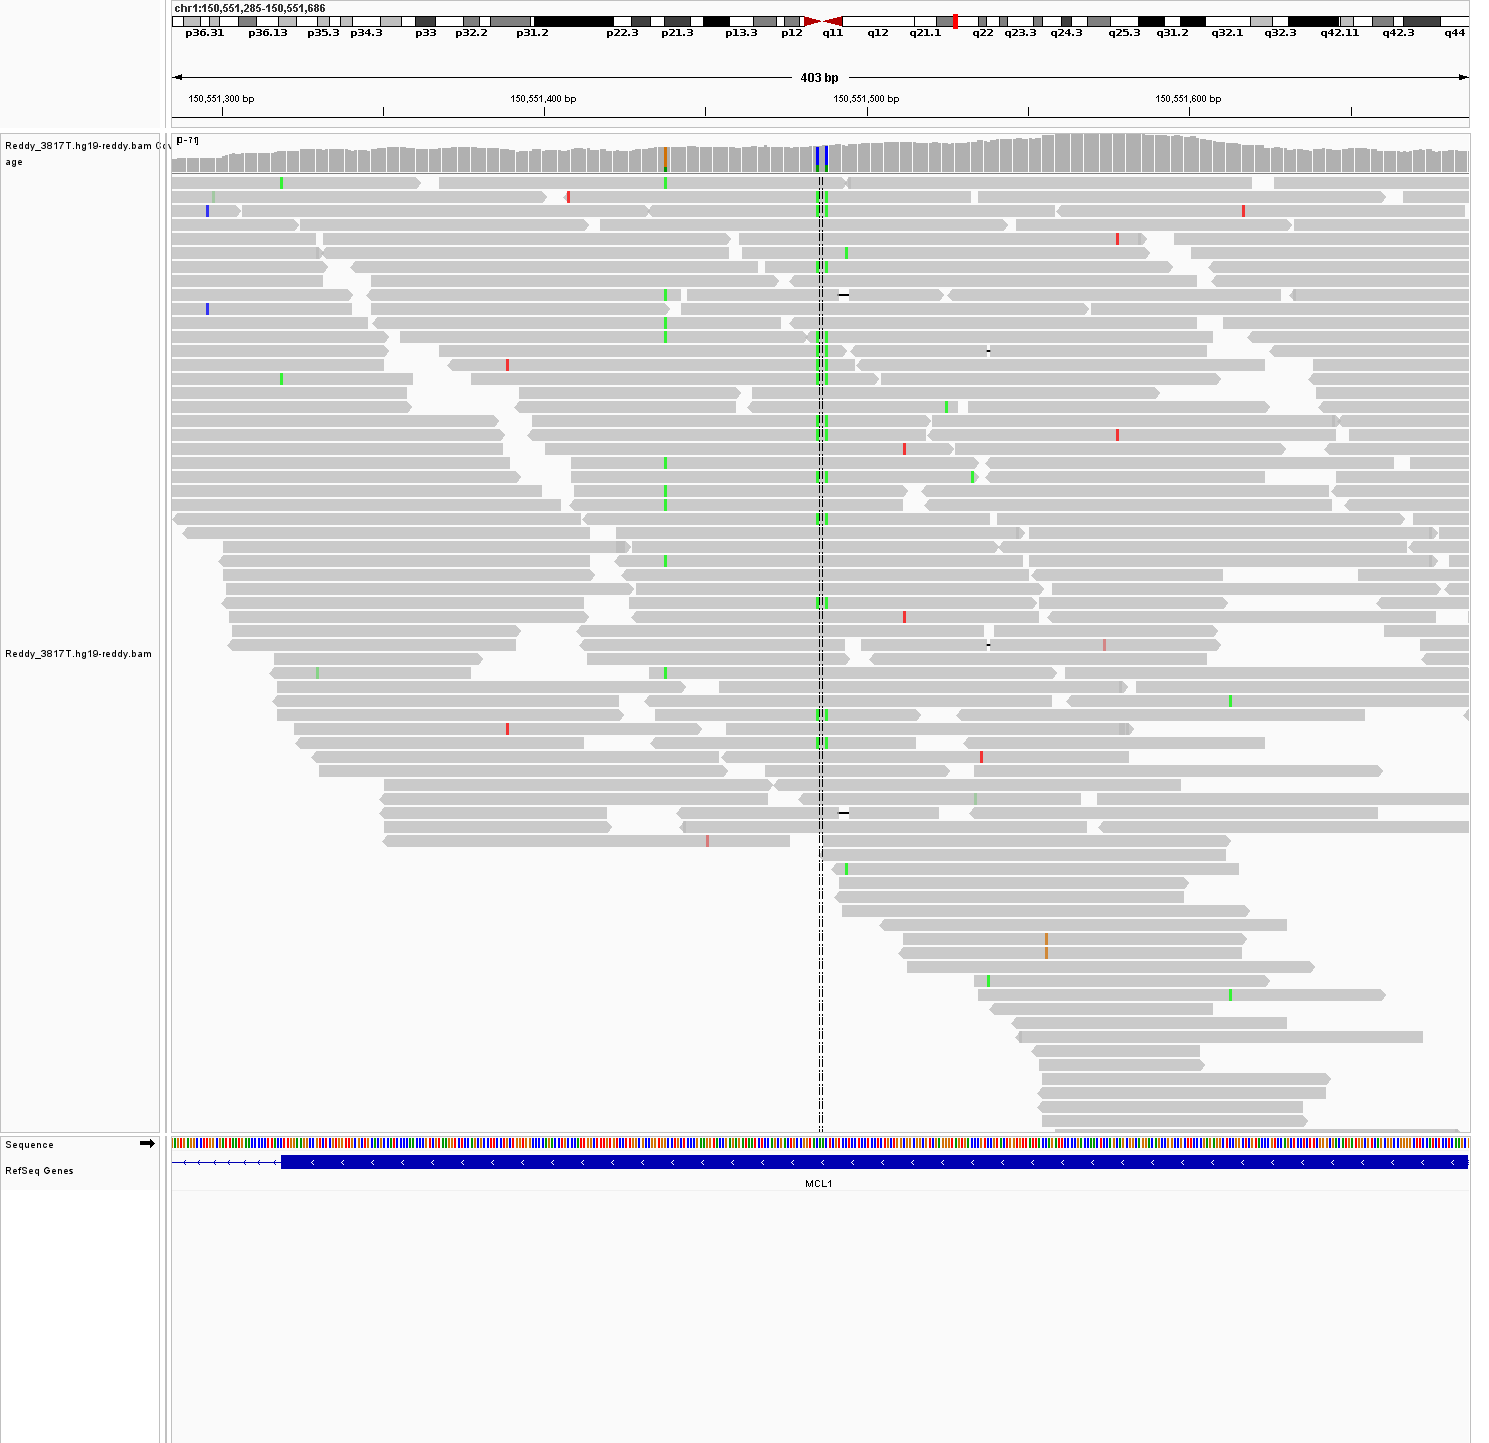 chr1:150,551,285-150,551,686
p36.31 p36.13 p35.3 p34.3 p33 p32.2 p31.2 p22.3 p21.3 p13.3 p12 q11 q12 q21.1 q22 q23.3 q24.3 q25.3 q31.2 q32.1 q32.3 q42.11 q42.3 q44
403 bp
150,551,300 bp 150,551,400 bp 150,551,500 bp 150,551,600 bp
[0-71]
Reddy_3817T.hg19-reddy.bam Cov
age
Reddy_3817T.hg19-reddy.bam
Sequence
RefSeq Genes
MCL1